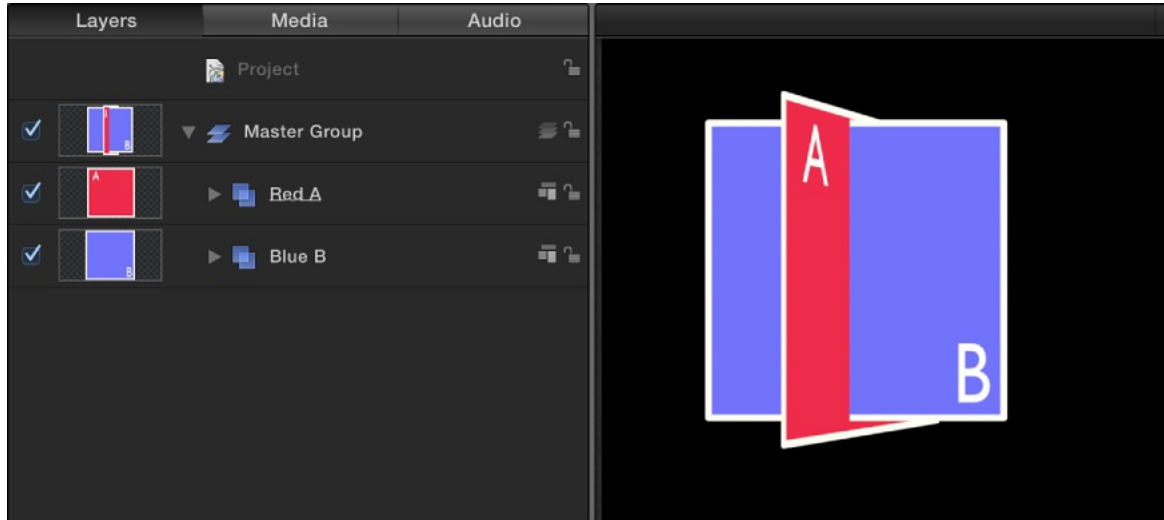 Layers Media Audio
Project
Master Group
A
Red A
B
Blue B
A
B